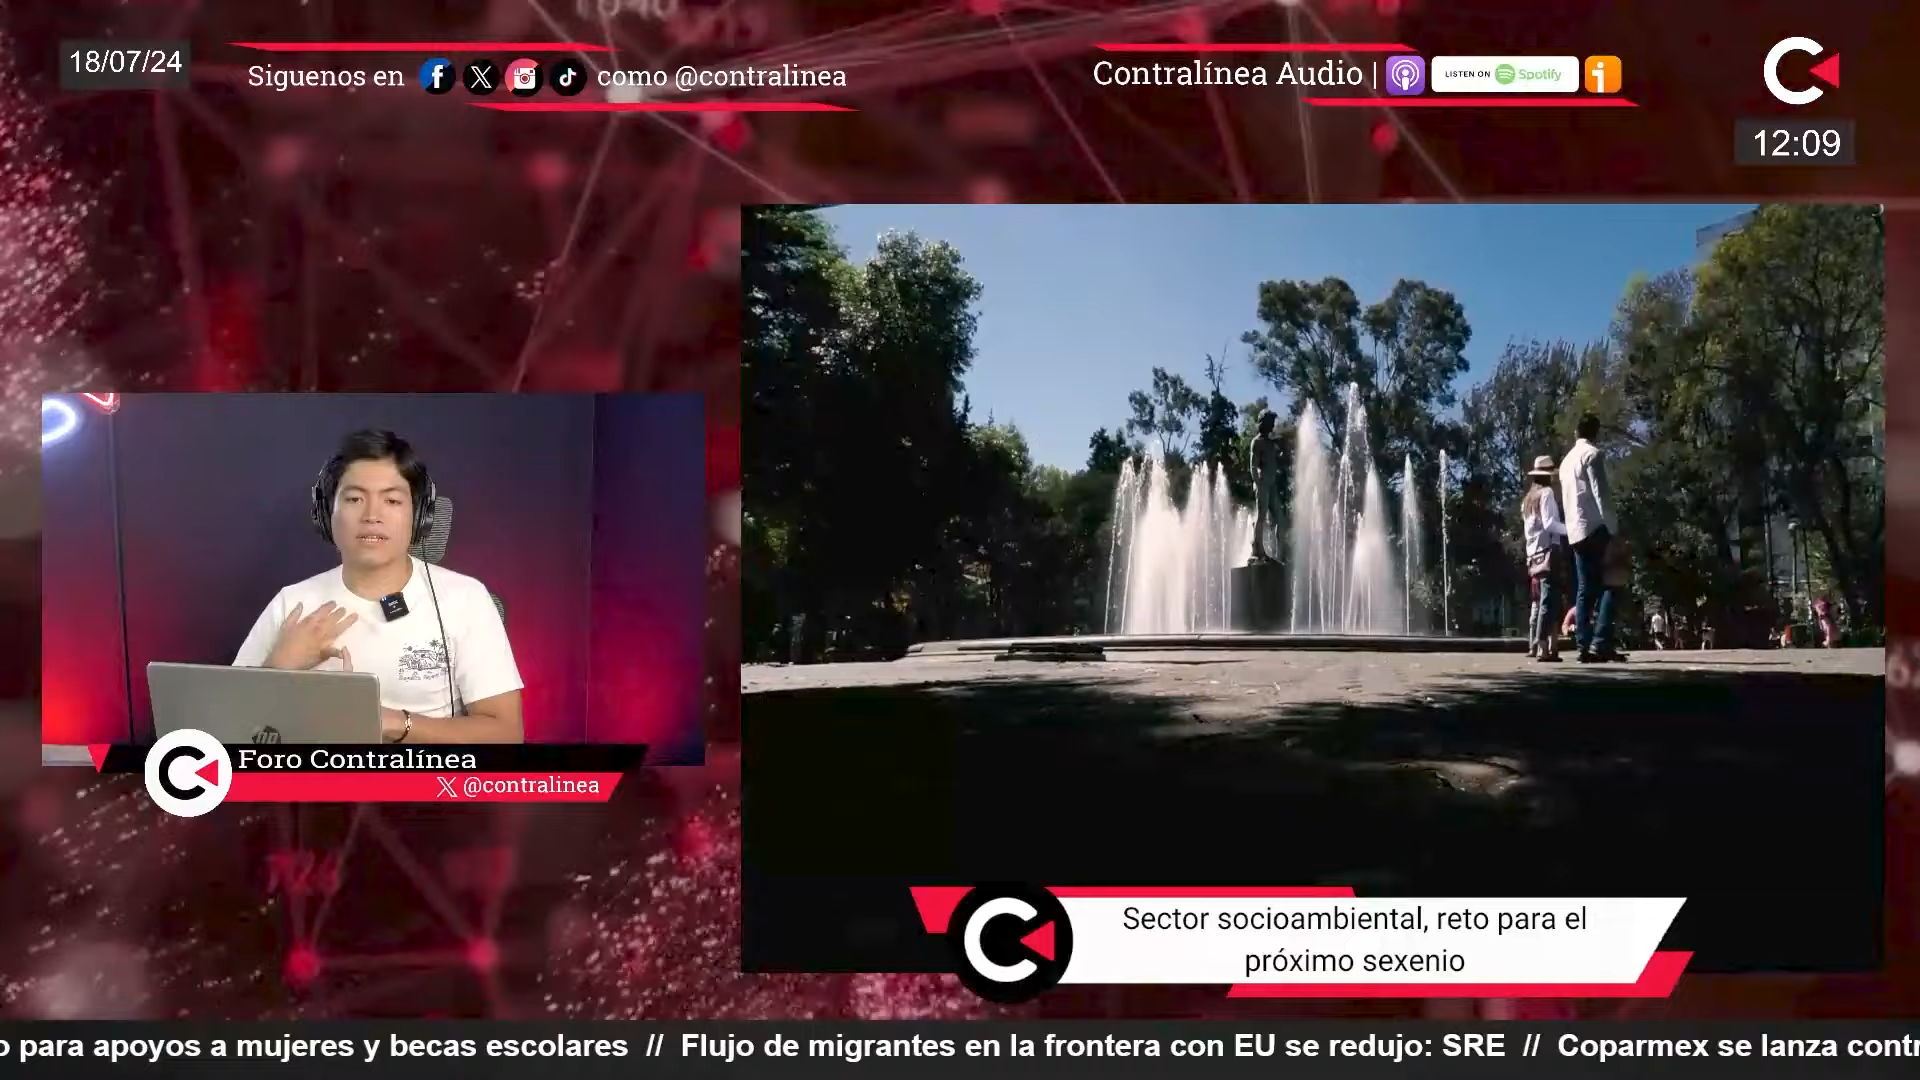 18/07/24
Siguenos en
como @contralinea
Contralínea Audio |
LISTEN ON Spotify
12:09
hp
Foro Contralínea
@contralinea
Sector socioambiental, reto para el
próximo sexenio
o para apoyos a mujeres y becas escolares // Flujo de migrantes en la frontera con EU se redujo: SRE // Coparmex se lanza contr